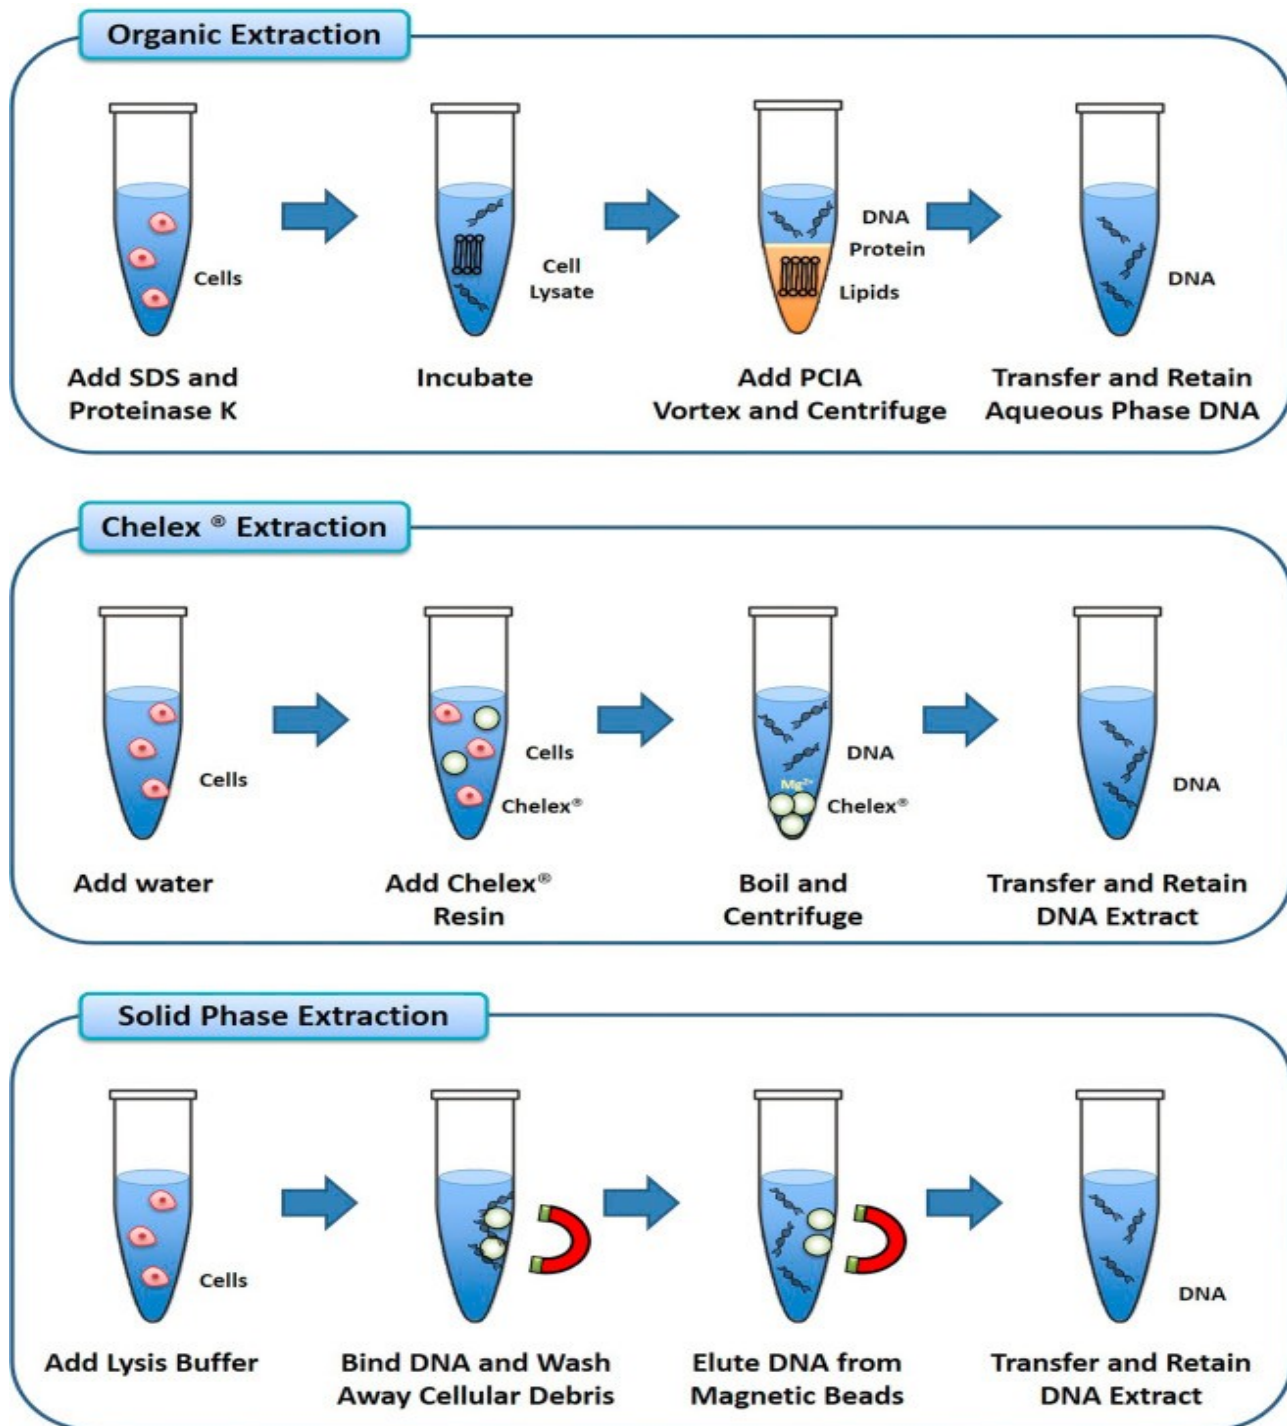 Organic Extraction
Cells
Cell
Lysate
DNA
Protein
Lipids
DNA
Add SDS and
Proteinase K
Incubate
Add PCIA
Vortex and Centrifuge
Transfer and Retain
Aqueous Phase DNA
Chelex ® Extraction
Cells
Cells
Chelex®
DNA
Mg²⁺
Chelex®
DNA
Add water
Add Chelex®
Resin
Boil and
Centrifuge
Transfer and Retain
DNA Extract
Solid Phase Extraction
Cells
DNA
Add Lysis Buffer
Bind DNA and Wash
Away Cellular Debris
Elute DNA from
Magnetic Beads
Transfer and Retain
DNA Extract